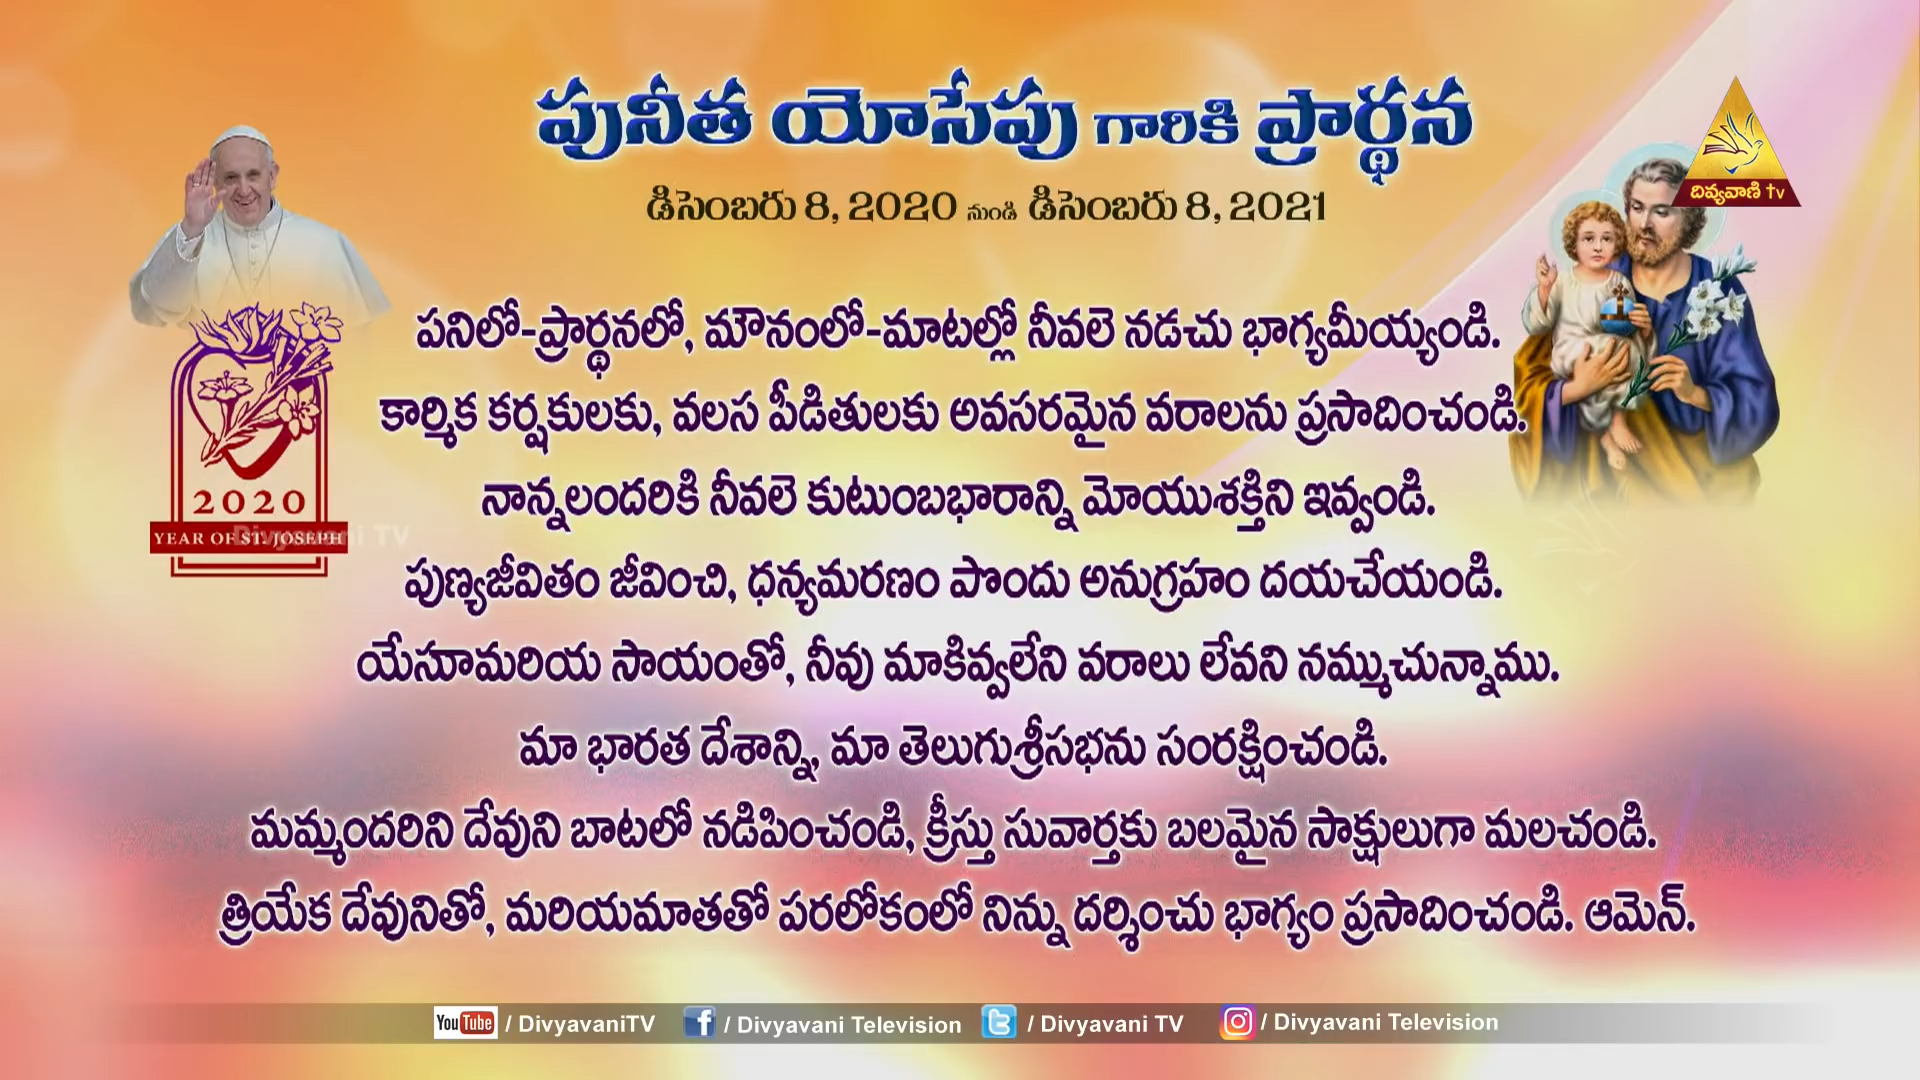 పునీత యోసేపు గారికి ప్రార్థన
దివ్యవాణి tv
డిసెంబరు 8, 2020 నుండి డిసెంబరు 8, 2021
పనిలో-ప్రార్థనలో, మౌనంలో-మాటల్లో నీవలె నడచు భాగ్యమీయ్యండి.
కార్మిక కర్షకులకు, వలస పీడితులకు అవసరమైన వరాలను ప్రసాదించండి.
నాన్నలందరికి నీవలె కుటుంబభారాన్ని మోయుశక్తిని ఇవ్వండి.
2020
YEAR OF ST. JOSEPH
Divyavani TV
పుణ్యజీవితం జీవించి, ధన్యమరణం పొందు అనుగ్రహం దయచేయండి.
యేసూమరియ సాయంతో, నీవు మాకివ్వలేని వరాలు లేవని నమ్ముచున్నాము.
మా భారత దేశాన్ని, మా తెలుగుశ్రీసభను సంరక్షించండి.
మమ్మందరిని దేవుని బాటలో నడిపించండి, క్రీస్తు సువార్తకు బలమైన సాక్షులుగా మలచండి.
త్రియేక దేవునితో, మరియమాతతో పరలోకంలో నిన్ను దర్శించు భాగ్యం ప్రసాదించండి. ఆమెన్.
YouTube / DivyavaniTV f / Divyavani Television / Divyavani TV / Divyavani Television